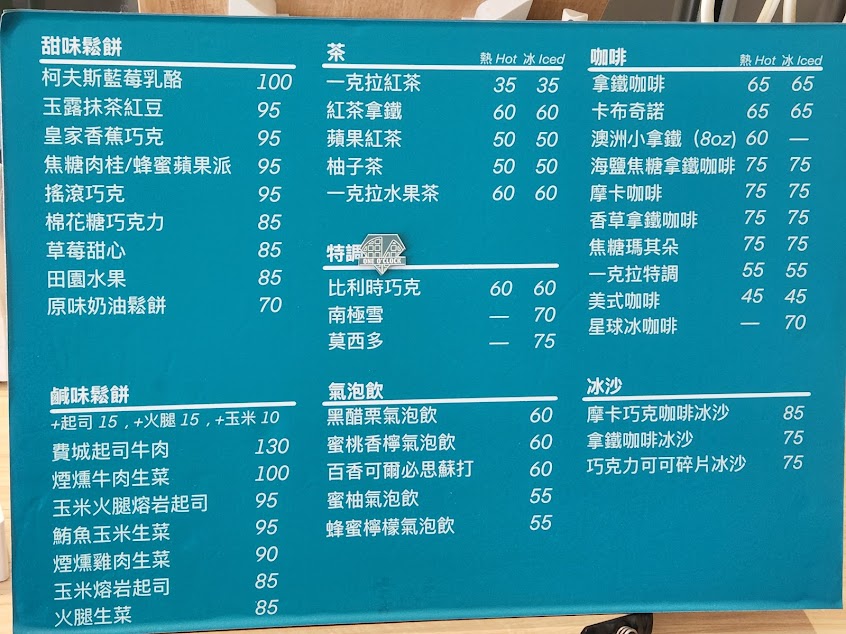 甜味鬆餅
柯夫斯藍莓乳酪 100
玉露抹茶紅豆 95
皇家香蕉巧克 95
焦糖肉桂/蜂蜜蘋果派 95
搖滾巧克 95
棉花糖巧克力 85
草莓甜心 85
田園水果 85
原味奶油鬆餅 70
鹹味鬆餅
+起司 15 , +火腿 15 , +玉米 10
費城起司牛肉 130
煙燻牛肉生菜 100
玉米火腿熔岩起司 95
鮪魚玉米生菜 95
煙燻雞肉生菜 90
玉米熔岩起司 85
火腿生菜 85
茶 熱 Hot 冰 Iced
一克拉紅茶 35 35
紅茶拿鐵 60 60
蘋果紅茶 50 50
柚子茶 50 50
一克拉水果茶 60 60
特調
ONE O'CLOCK
比利時巧克 60 60
南極雪 — 70
莫西多 — 75
氣泡飲
黑醋栗氣泡飲 60
蜜桃香檸氣泡飲 60
百香可爾必思蘇打 60
蜜柚氣泡飲 55
蜂蜜檸檬氣泡飲 55
咖啡 熱 Hot 冰 Iced
拿鐵咖啡 65 65
卡布奇諾 65 65
澳洲小拿鐵（8oz) 60 —
海鹽焦糖拿鐵咖啡 75 75
摩卡咖啡 75 75
香草拿鐵咖啡 75 75
焦糖瑪其朵 75 75
一克拉特調 55 55
美式咖啡 45 45
星球冰咖啡 — 70
冰沙
摩卡巧克咖啡冰沙 85
拿鐵咖啡冰沙 75
巧克力可可碎片冰沙 75